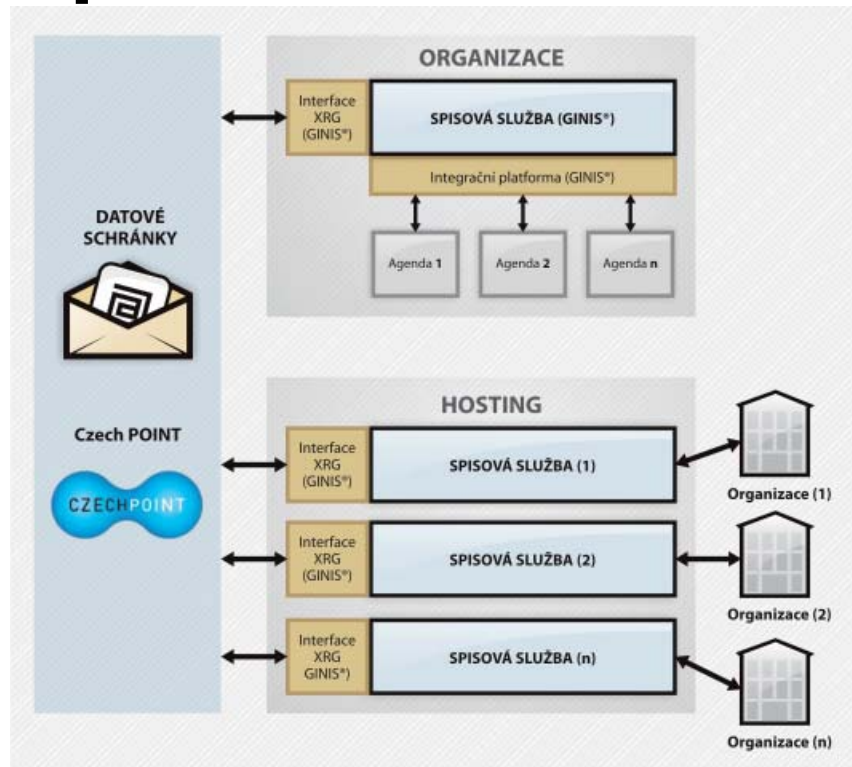 ORGANIZACE
Interface
XRG
(GINIS®)
SPISOVÁ SLUŽBA (GINIS®)
Integrační platforma (GINIS®)
Agenda 1
Agenda 2
Agenda n
DATOVÉ
SCHRÁNKY
Czech POINT
CZECHPOINT
HOSTING
Interface
XRG
(GINIS®)
SPISOVÁ SLUŽBA (1)
Organizace (1)
Interface
XRG
(GINIS®)
SPISOVÁ SLUŽBA (2)
Organizace (2)
Interface
XRG
GINIS®)
SPISOVÁ SLUŽBA (n)
Organizace (n)